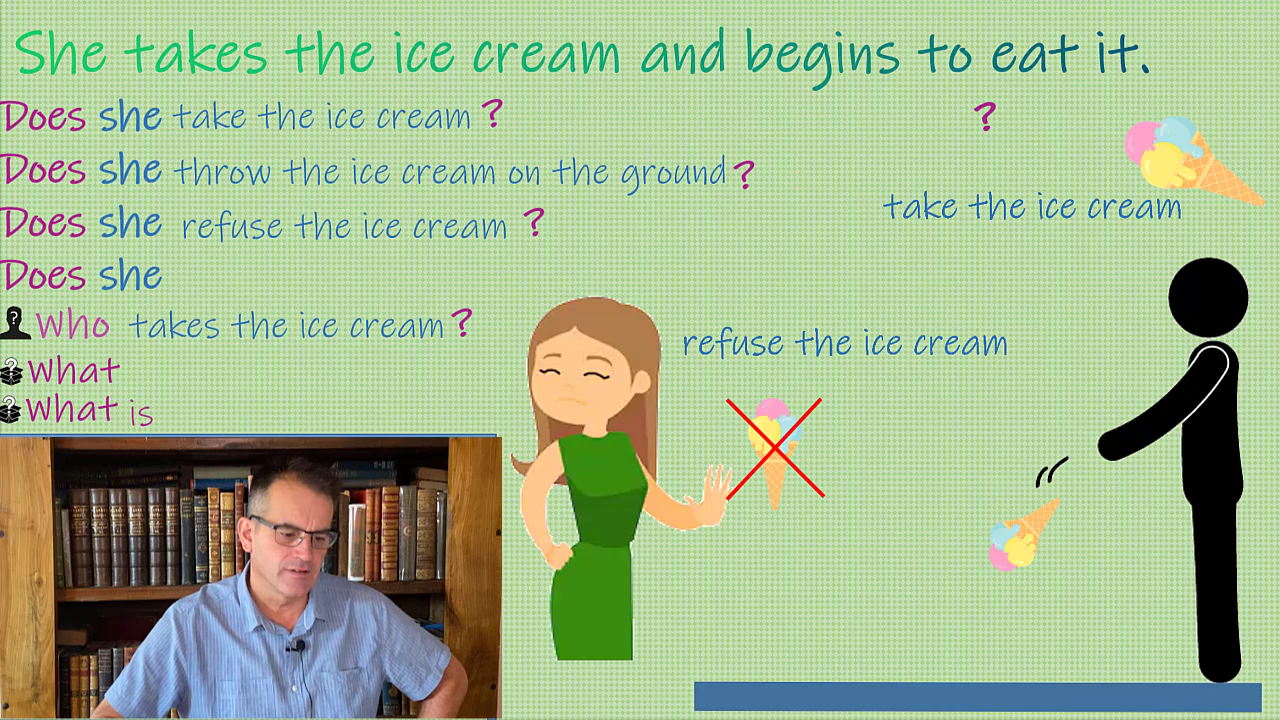 She takes the ice cream and begins to eat it.
Does she take the ice cream ?
?
Does she throw the ice cream on the ground ?
take the ice cream
Does she refuse the ice cream ?
Does she
Who takes the ice cream ?
refuse the ice cream
What
What is